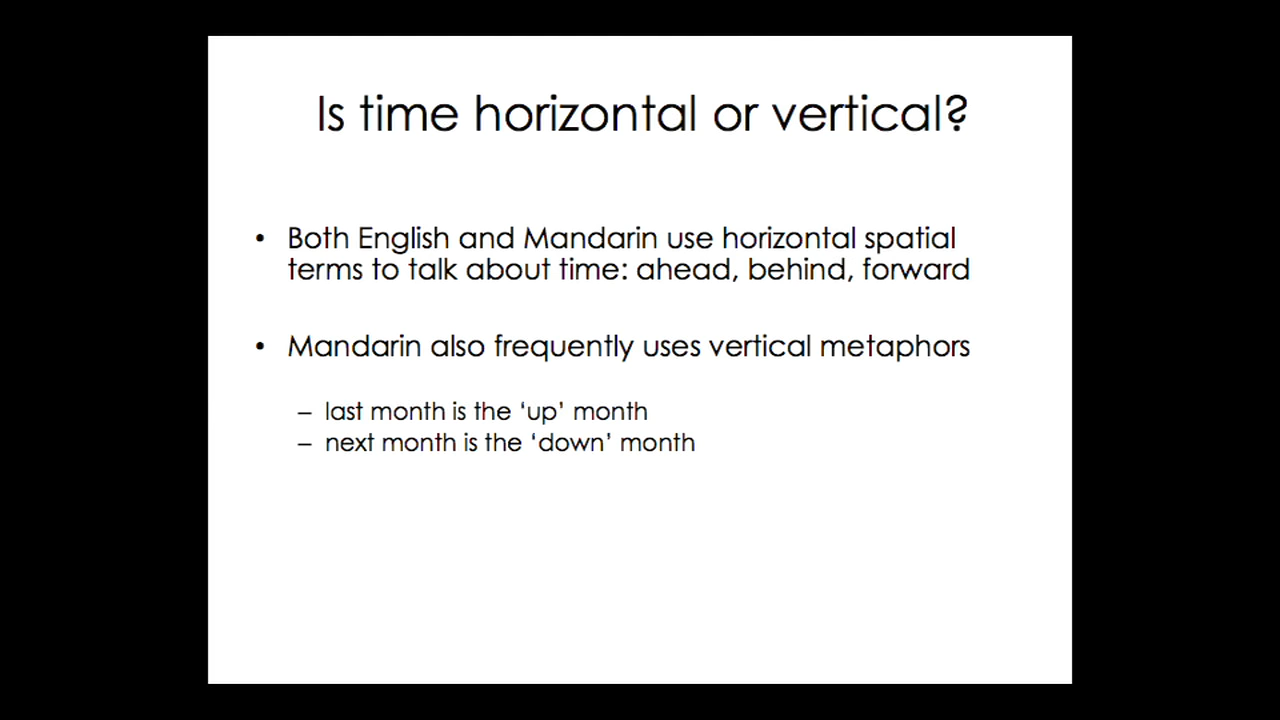 Is time horizontal or vertical?
• Both English and Mandarin use horizontal spatial
terms to talk about time: ahead, behind, forward
• Mandarin also frequently uses vertical metaphors
– last month is the ‘up’ month
– next month is the ‘down’ month